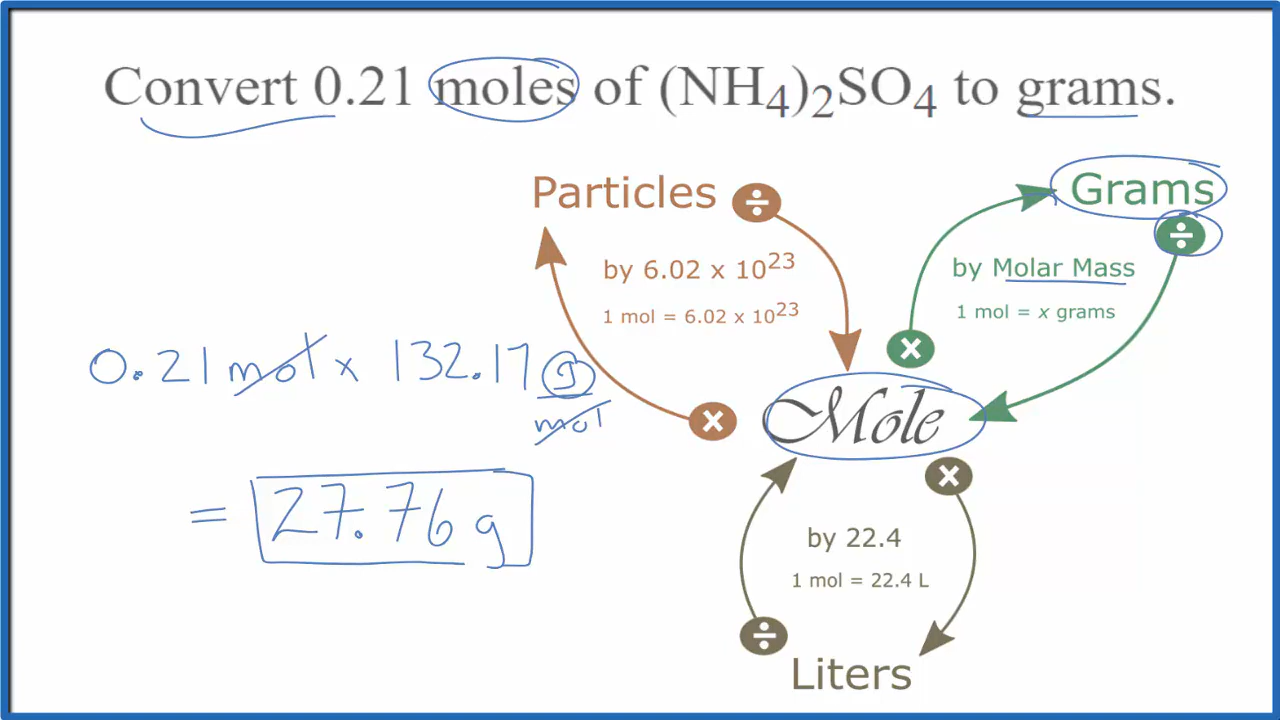 Convert 0.21 moles of (NH4)2SO4 to grams.
Particles ÷
Grams
÷
by 6.02 x 10^23
1 mol = 6.02 x 10^23
by Molar Mass
1 mol = x grams
×
0.21 mol x 132.17 g
mol
×
Mole
×
= 27.76 g
by 22.4
1 mol = 22.4 L
÷
Liters